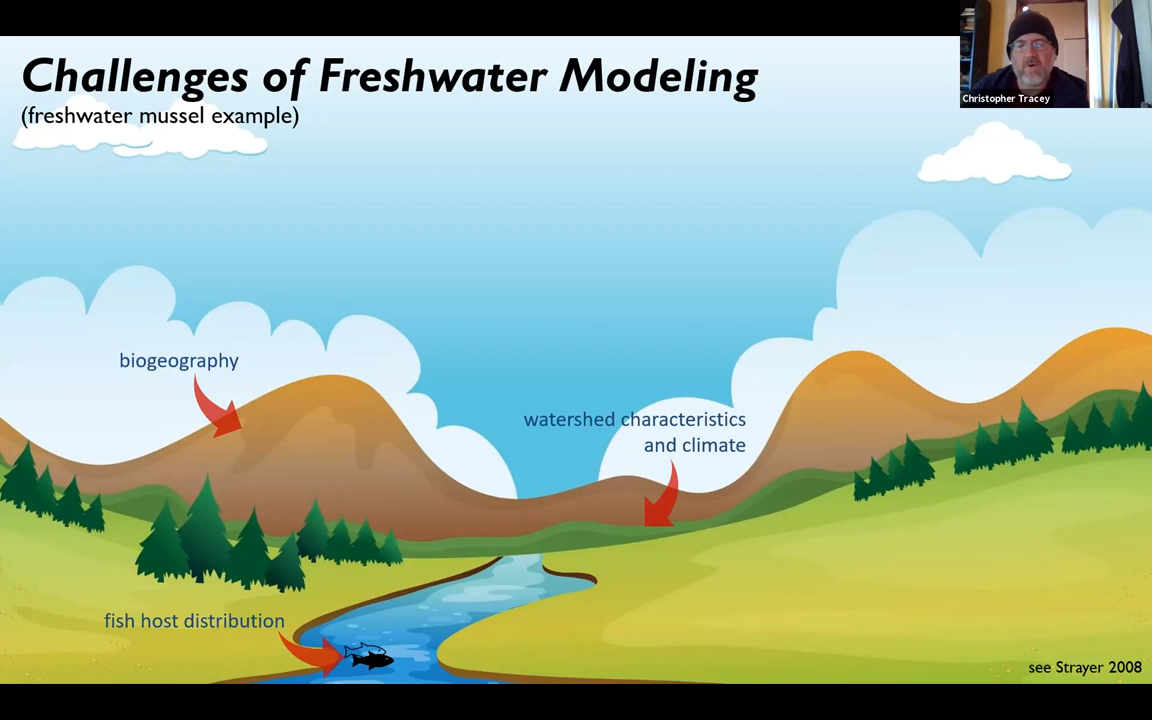 Challenges of Freshwater Modeling
(freshwater mussel example)
Christopher Tracey
biogeography
watershed characteristics
and climate
fish host distribution
see Strayer 2008